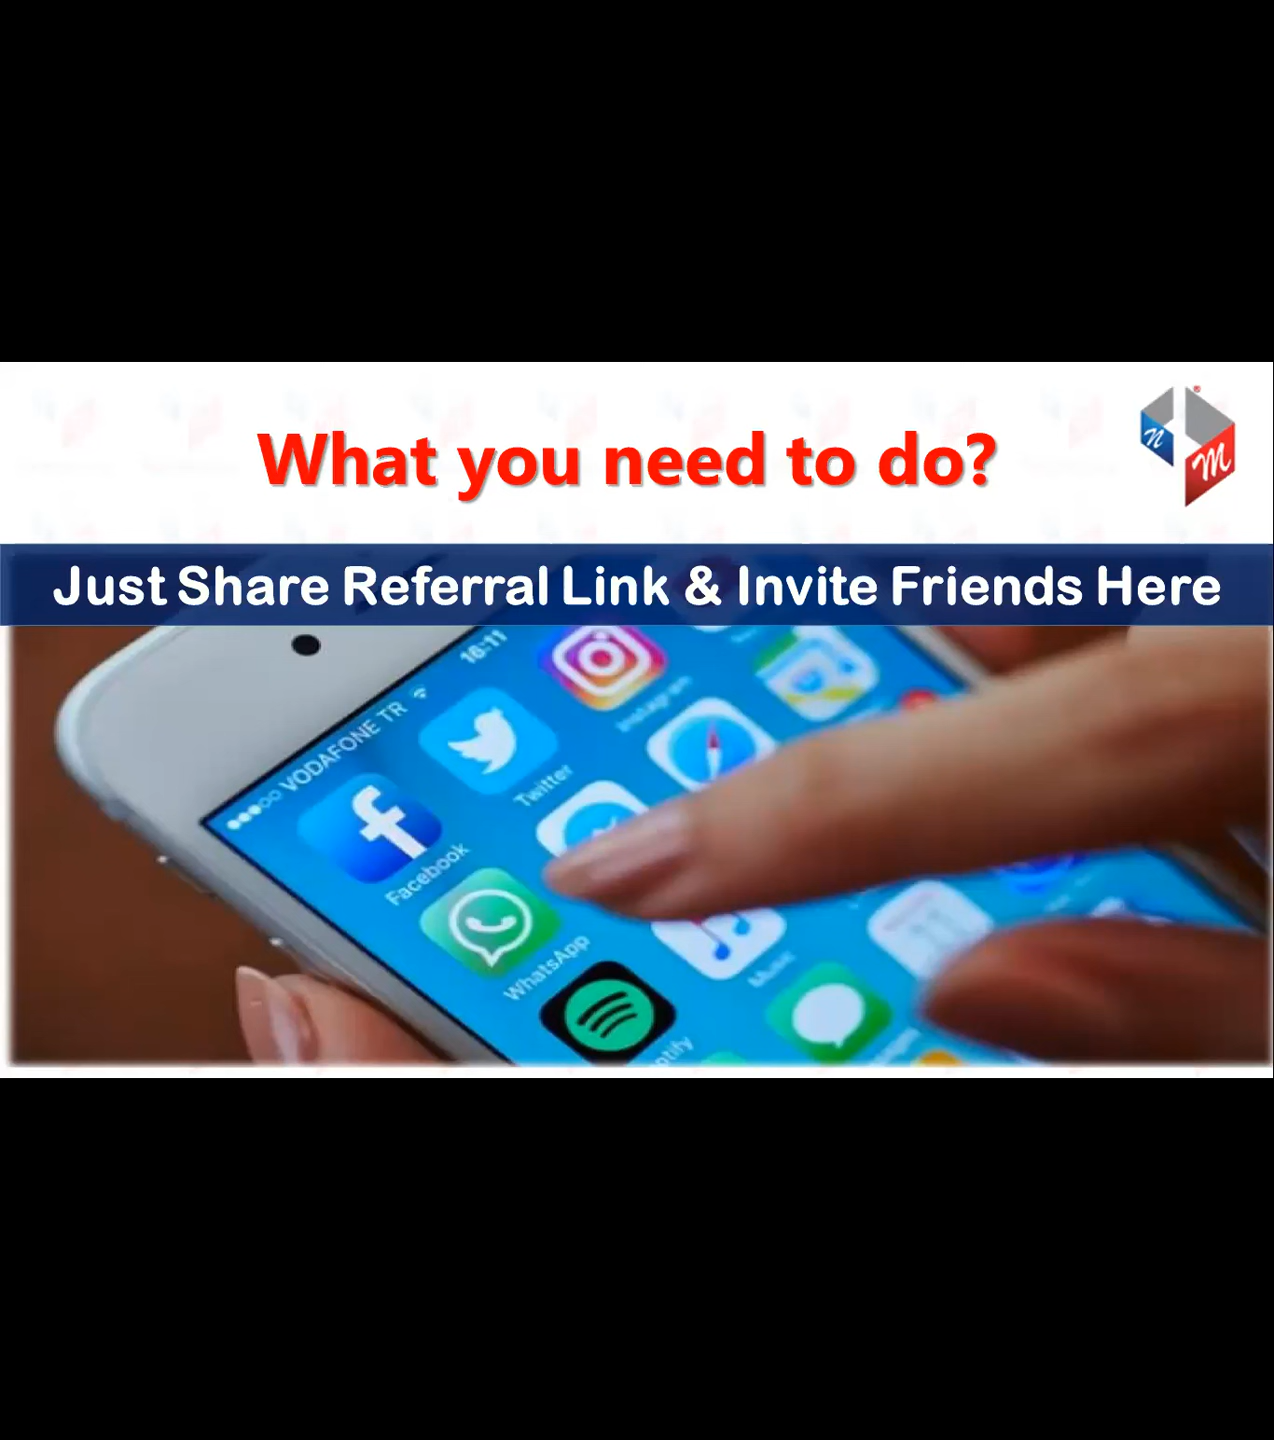 What you need to do?
n
M
®
Just Share Referral Link & Invite Friends Here
16:11
VODAFONE TR
Instagram
Twitter
Facebook
WhatsApp
Music